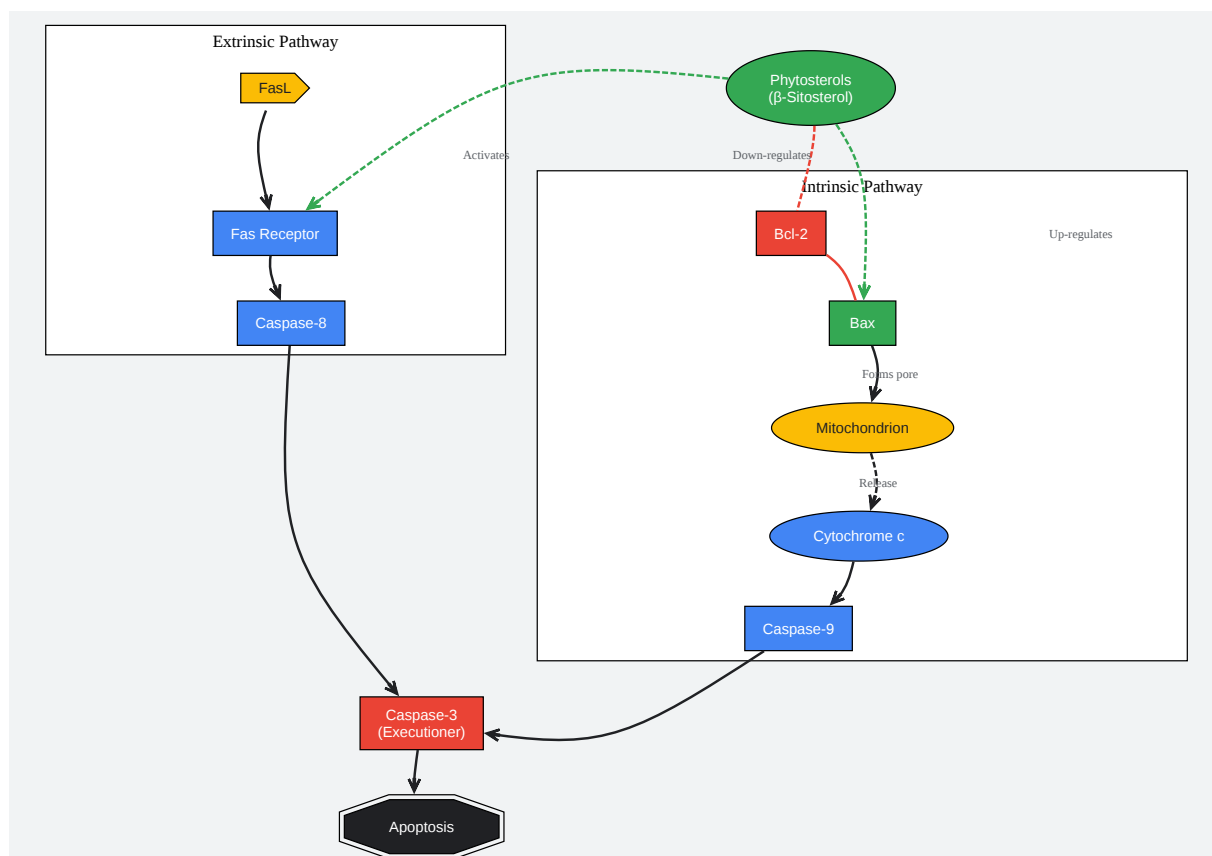 Extrinsic Pathway
FasL
Phytosterols
(β-Sitosterol)
Activates
Down-regulates
Intrinsic Pathway
Fas Receptor
Bcl-2
Up-regulates
Caspase-8
Bax
Forms pore
Mitochondrion
Release
Cytochrome c
Caspase-9
Caspase-3
(Executioner)
Apoptosis